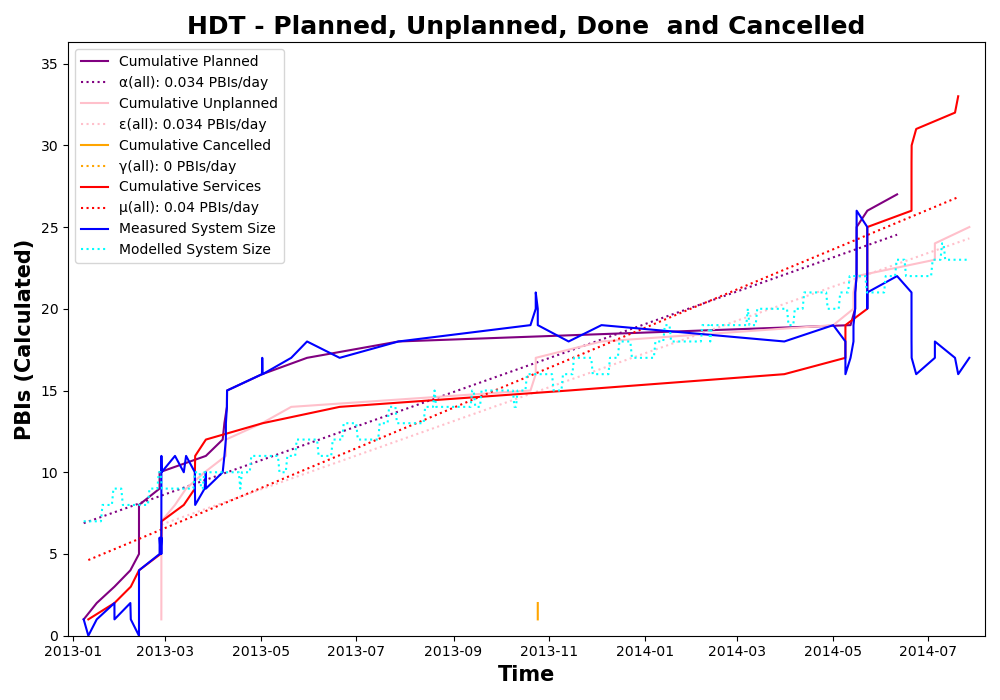 HDT - Planned, Unplanned, Done  and Cancelled
Cumulative Planned
α(all): 0.034 PBIs/day
Cumulative Unplanned
ε(all): 0.034 PBIs/day
Cumulative Cancelled
γ(all): 0 PBIs/day
Cumulative Services
μ(all): 0.04 PBIs/day
Measured System Size
Modelled System Size
PBIs (Calculated)
35
30
25
20
15
10
5
0
2013-01 2013-03 2013-05 2013-07 2013-09 2013-11 2014-01 2014-03 2014-05 2014-07
Time